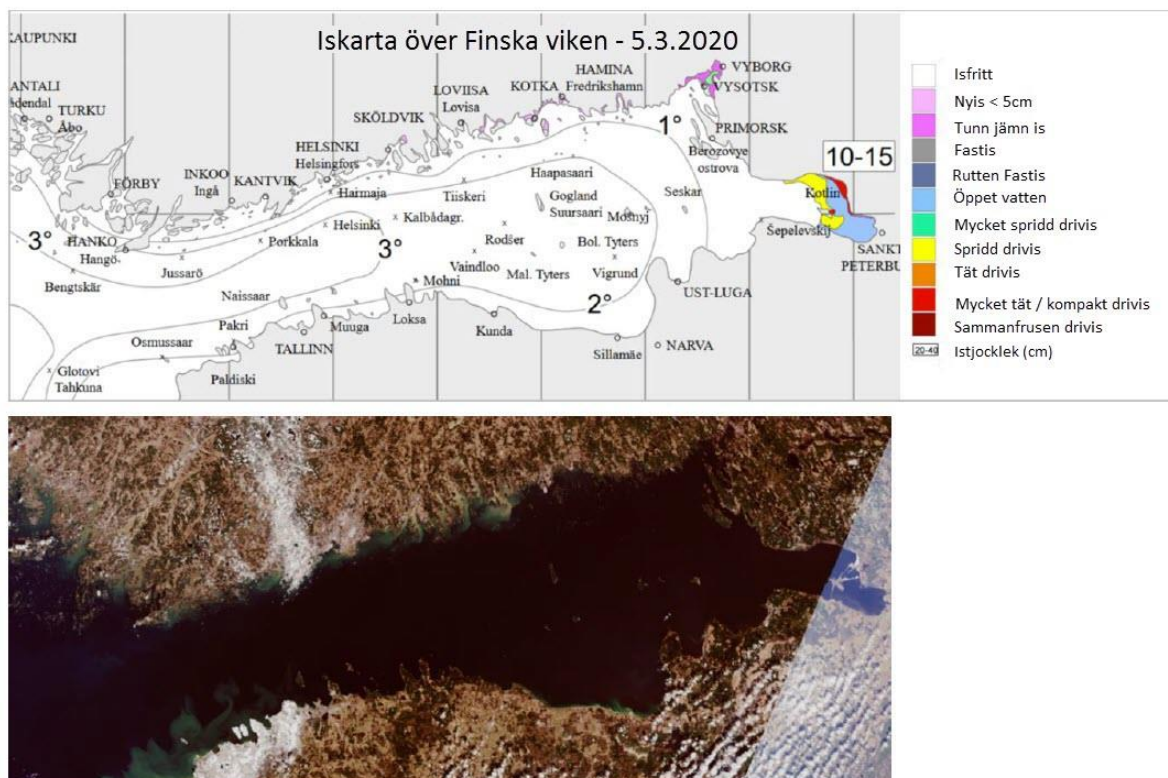 Iskarta över Finska viken - 5.3.2020
KAUPUNKI
HAMINA
Fredrikshamn
VYBORG
VYSOTSK
ANTALI
TURKU
Åbo
LOVIISA
Lovisa
KOTKA
SKÖLDVIK
1°
PRIMORSK
Berozovye
ostrova
10-15
HELSINKI
Helsingfors
INKOO
Ingå
KANTVIK
FÖRBY
Harmaja
Tiiskeri
Haapasaari
Seskar
Kotlin
Gogland
Suursaari
Mosnyj
Kalbådagr.
Helsinki
3°
HANKO
Hangö
Porkkala
3°
Rodšer
Bol. Tyters
Šepelevskij
SANKT
PETERBU
Jussarö
Bengtskär
Vaindloo
Mal. Tyters
Vigrund
Mohni
UST-LUGA
Naissaar
2°
Loksa
Kunda
Pakri
Muuga
TALLINN
Osmussaar
Sillamäe
NARVA
Glotovi
Tahkuna
Paldiski
Isfritt
Nyis < 5cm
Tunn jämn is
Fastis
Rutten Fastis
Öppet vatten
Mycket spridd drivis
Spridd drivis
Tät drivis
Mycket tät / kompakt drivis
Sammanfrusen drivis
20-40 Istjocklek (cm)